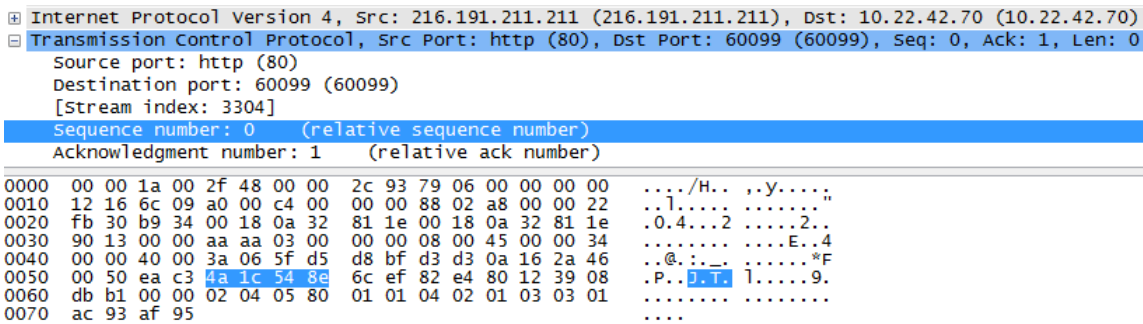 Internet Protocol Version 4, Src: 216.191.211.211 (216.191.211.211), Dst: 10.22.42.70 (10.22.42.70)
Transmission Control Protocol, Src Port: http (80), Dst Port: 60099 (60099), Seq: 0, Ack: 1, Len: 0
Source port: http (80)
Destination port: 60099 (60099)
[Stream index: 3304]
Sequence number: 0    (relative sequence number)
Acknowledgment number: 1    (relative ack number)
0000  00 00 1a 00 2f 48 00 00  2c 93 79 06 00 00 00 00  ..../H.. ,.y.....
0010  12 16 6c 09 a0 00 c4 00  00 00 88 02 a8 00 00 22  ..l..... ......."
0020  fb 30 b9 34 00 18 0a 32  81 1e 00 18 0a 32 81 1e  .0.4...2 .....2..
0030  90 13 00 00 aa aa 03 00  00 00 08 00 45 00 00 34  ........ ....E..4
0040  00 00 40 00 3a 06 5f d5  d8 bf d3 d3 0a 16 2a 46  ..@.:._. ......*F
0050  00 50 ea c3 4a 1c 54 8e  6c ef 82 e4 80 12 39 08  .P..J.T. l.....9.
0060  db b1 00 00 02 04 05 80  01 01 04 02 01 03 03 01  ........ ........
0070  ac 93 af 95  ....